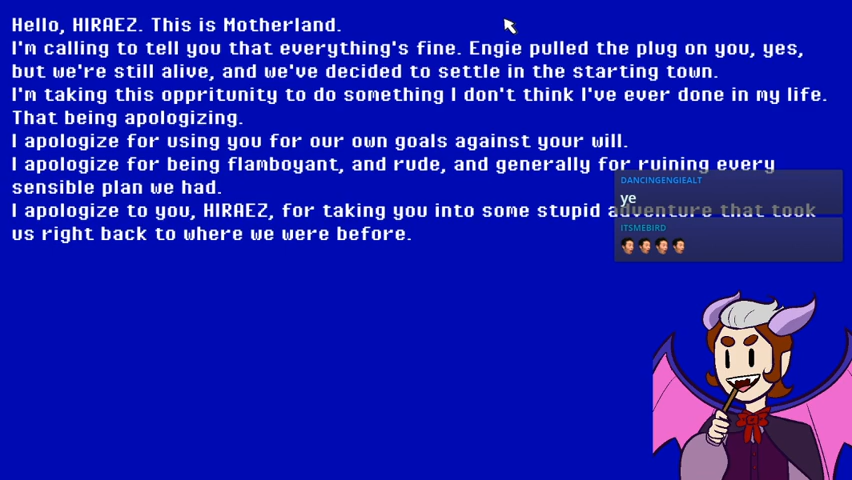 Hello, HIRAEZ. This is Motherland.
I'm calling to tell you that everything's fine. Engie pulled the plug on you, yes,
but we're still alive, and we've decided to settle in the starting town.
I'm taking this oppritunity to do something I don't think I've ever done in my life.
That being apologizing.
I apologize for using you for our own goals against your will.
I apologize for being flamboyant, and rude, and generally for ruining every
sensible plan we had.
I apologize to you, HIRAEZ, for taking you into some stupid adventure that took
us right back to where we were before.
DANCINGENGIEALT
ye
ITSMEBIRD